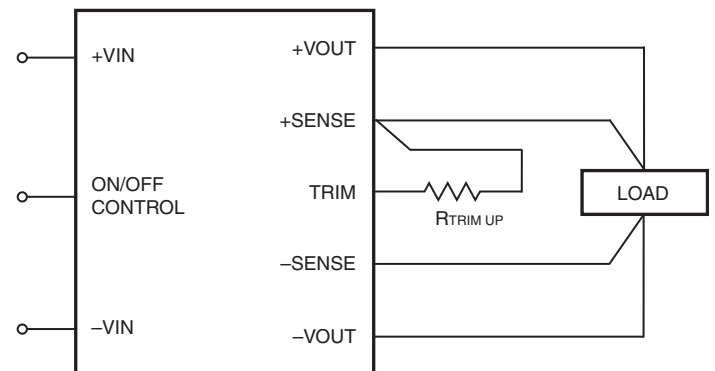 +VIN
ON/OFF
CONTROL
–VIN
+VOUT
+SENSE
TRIM
–SENSE
–VOUT
RTRIM UP
LOAD